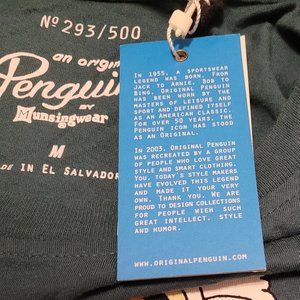 Nº 293/500
an orig
Penguin
BY
Munsingwear
M
DE IN EL SALVADOR
IN 1955, A SPORTSWEAR
LEGEND WAS BORN. FROM
JACK TO ARNIE, BOB TO
BING, ORIGINAL PENGUIN
HAS BEEN WORN BY THE
MASTERS OF LEISURE AND
SPORT AND DEFINED ITSELF
AS AN AMERICAN CLASSIC.
FOR OVER 50 YEARS, THE
PENGUIN ICON HAS STOOD
AS AN ORIGINAL.
IN 2003, ORIGINAL PENGUIN
WAS RECREATED BY A GROUP
OF PEOPLE WHO LOVE GREAT
STYLE AND SMART CLOTHING.
YOU, TODAY'S STYLE MAKERS
HAVE EVOLVED THIS LEGEND
AND MADE IT YOUR VERY
OWN. THANK YOU. WE ARE
PROUD TO DESIGN COLLECTIONS
FOR PEOPLE WITH SUCH
GREAT INTELLECT, STYLE
AND HUMOR.
WWW.ORIGINALPENGUIN.COM